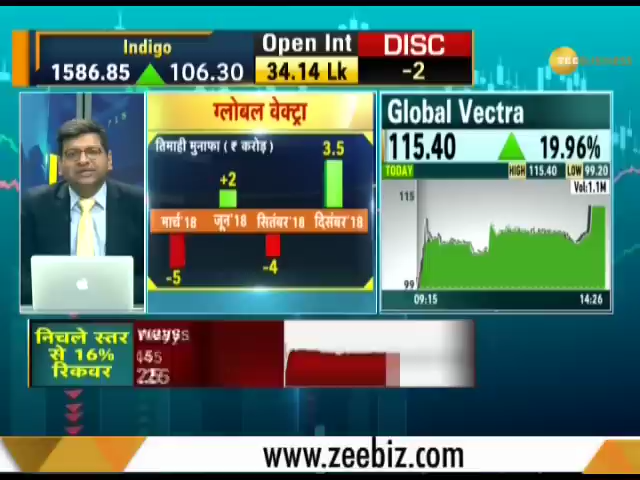 Indigo
1586.85 106.30
Open Int
34.14 Lk
DISC
-2
ZEE BUSINESS
ग्लोबल वेक्ट्रा
तिमाही मुनाफा ( ₹ करोड़ )
मार्च'18 जून'18 सितंबर'18 दिसंबर'18
-5 +2 -4 3.5
Global Vectra
115.40 19.96%
TODAY HIGH 115.40 LOW 99.20
Vol:1.1M
115
99
09:15 14:26
निचले स्तर
से 16%
रिकवर
www.zeebiz.com